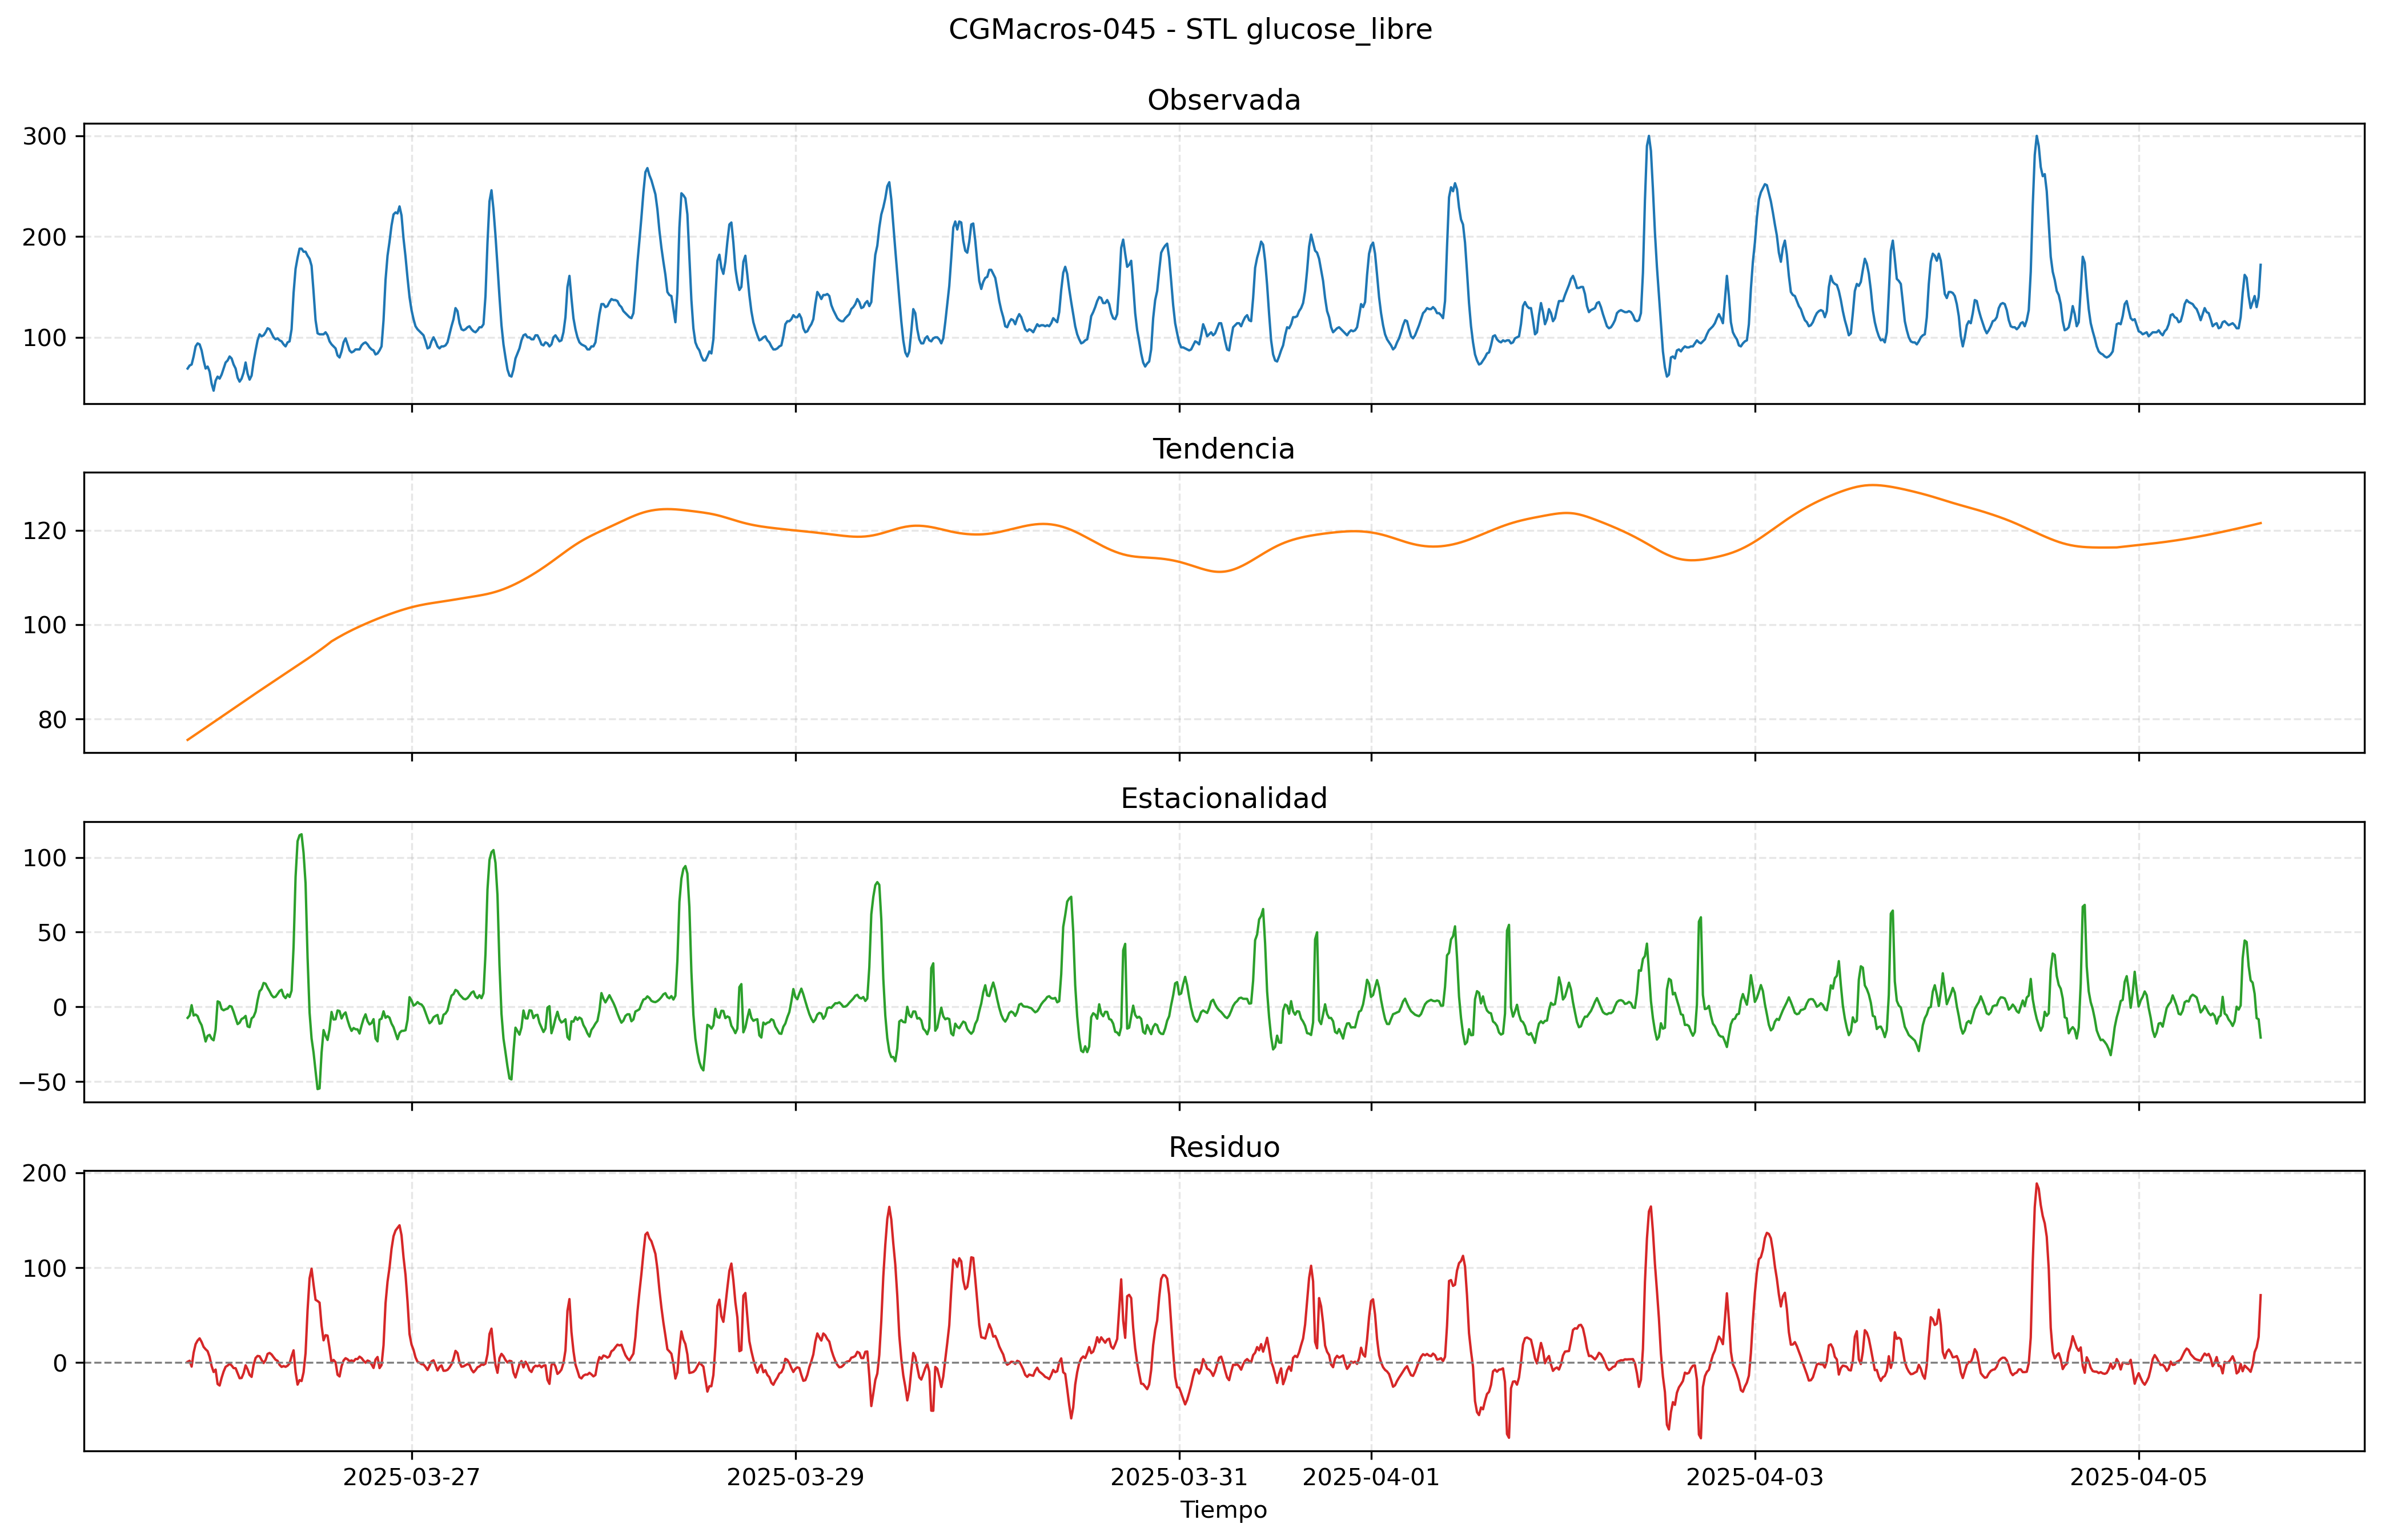 CGMacros-045 - STL glucose_libre
Observada
300
200
100
Tendencia
120
100
80
Estacionalidad
100
50
0
−50
Residuo
200
100
0
2025-03-27 2025-03-29 2025-03-31 2025-04-01 2025-04-03 2025-04-05
Tiempo